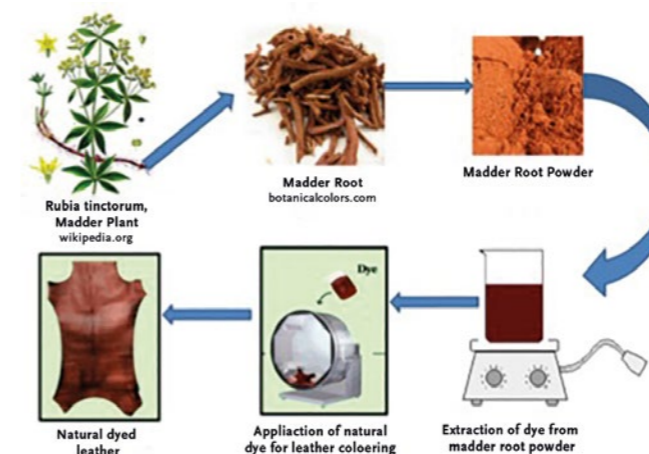 Rubia tinctorum,
Madder Plant
wikipedia.org
Madder Root
botanicalcolors.com
Madder Root Powder
Natural dyed
leather
Dye
Appliaction of natural
dye for leather coloering
Extraction of dye from
madder root powder